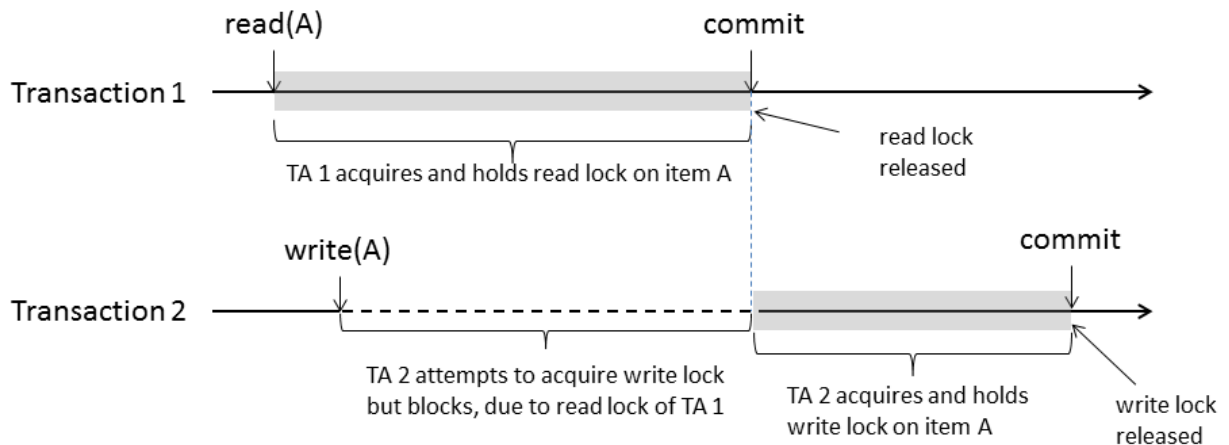 read(A)
commit
Transaction 1
TA 1 acquires and holds read lock on item A
read lock
released
write(A)
commit
Transaction 2
TA 2 attempts to acquire write lock
but blocks, due to read lock of TA 1
TA 2 acquires and holds
write lock on item A
write lock
released